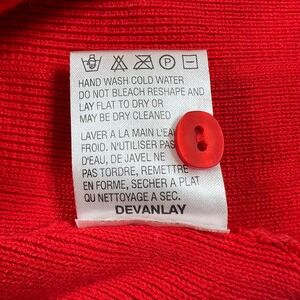 HAND WASH COLD WATER
DO NOT BLEACH RESHAPE AND
LAY FLAT TO DRY OR
MAY BE DRY CLEANED
LAVER A LA MAIN L'EAU
FROID. N'UTILISER PAS
D'EAU, DE JAVEL NE
PAS TORDRE, REMETTRE
EN FORME, SECHER A PLAT
QU NETTOYAGE A SEC.
DEVANLAY